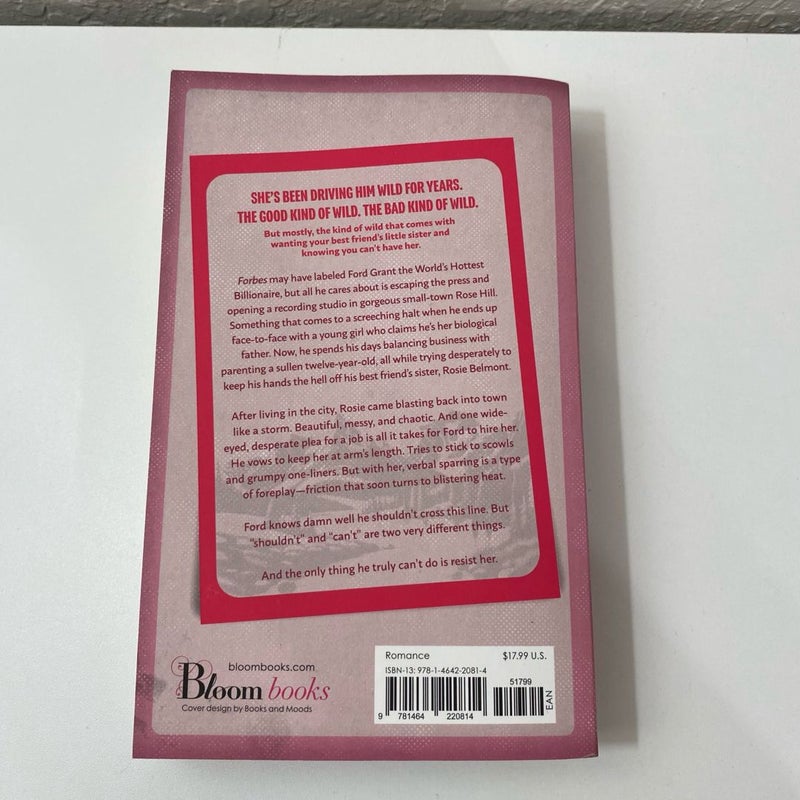 SHE'S BEEN DRIVING HIM WILD FOR YEARS.
THE GOOD KIND OF WILD. THE BAD KIND OF WILD.
But mostly, the kind of wild that comes with
wanting your best friend's little sister and
knowing you can't have her.
Forbes may have labeled Ford Grant the World's Hottest
Billionaire, but all he cares about is escaping the press and
opening a recording studio in gorgeous small-town Rose Hill.
Something that comes to a screeching halt when he ends up
face-to-face with a young girl who claims he's her biological
father. Now, he spends his days balancing business with
parenting a sullen twelve-year-old, all while trying desperately to
keep his hands the hell off his best friend's sister, Rosie Belmont.
After living in the city, Rosie came blasting back into town
like a storm. Beautiful, messy, and chaotic. And one wide-
eyed, desperate plea for a job is all it takes for Ford to hire her.
He vows to keep her at arm's length. Tries to stick to scowls
and grumpy one-liners. But with her, verbal sparring is a type
of foreplay—friction that soon turns to blistering heat.
Ford knows damn well he shouldn't cross this line. But
"shouldn't" and "can't" are two very different things.
And the only thing he truly can't do is resist her.
bloombooks.com
Bloom books
Cover design by Books and Moods
Romance $17.99 U.S.
ISBN-13: 978-1-4642-2081-4
51799
EAN
9 781464 220814